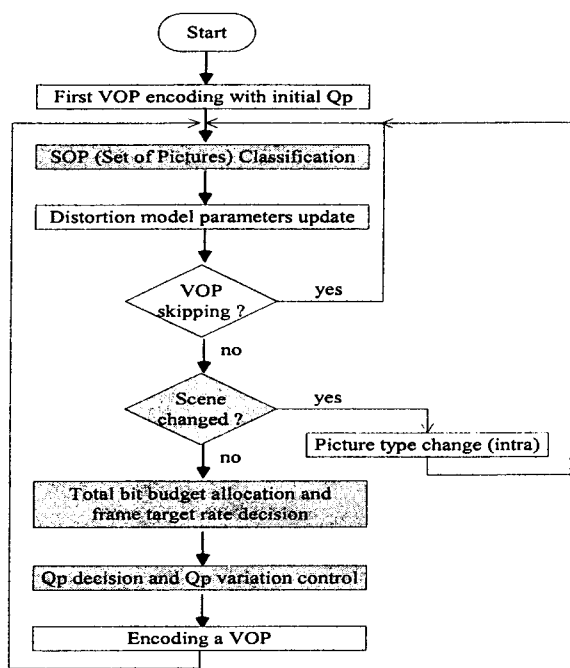 Start
First VOP encoding with initial Qp
SOP (Set of Pictures) Classification
Distortion model parameters update
VOP
skipping ?
yes
no
Scene
changed ?
yes
Picture type change (intra)
no
Total bit budget allocation and
frame target rate decision
Qp decision and Qp variation control
Encoding a VOP